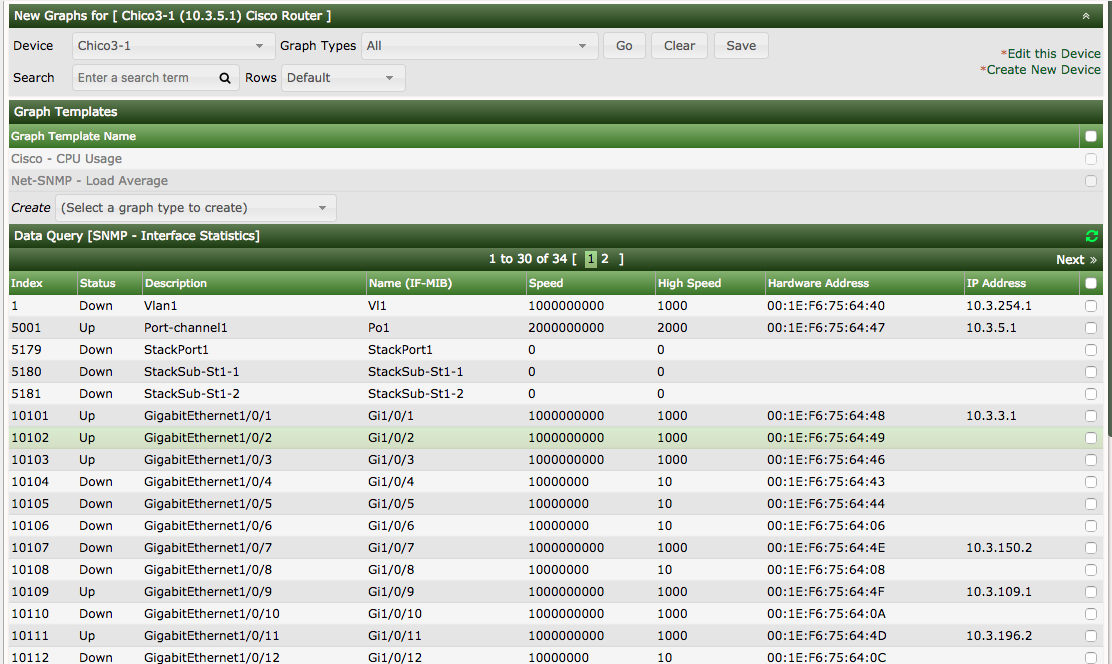 New Graphs for [ Chico3-1 (10.3.5.1) Cisco Router ]
Device Chico3-1 Graph Types All Go Clear Save
*Edit this Device
*Create New Device
Search Enter a search term Rows Default
Graph Templates
Graph Template Name
Cisco - CPU Usage
Net-SNMP - Load Average
Create (Select a graph type to create)
Data Query [SNMP - Interface Statistics]
1 to 30 of 34 [ 1 2 ] Next »
Index Status Description Name (IF-MIB) Speed High Speed Hardware Address IP Address
1 Down Vlan1 Vl1 1000000000 1000 00:1E:F6:75:64:40 10.3.254.1
5001 Up Port-channel1 Po1 2000000000 2000 00:1E:F6:75:64:47 10.3.5.1
5179 Down StackPort1 StackPort1 0 0
5180 Down StackSub-St1-1 StackSub-St1-1 0 0
5181 Down StackSub-St1-2 StackSub-St1-2 0 0
10101 Up GigabitEthernet1/0/1 Gi1/0/1 1000000000 1000 00:1E:F6:75:64:48 10.3.3.1
10102 Up GigabitEthernet1/0/2 Gi1/0/2 1000000000 1000 00:1E:F6:75:64:49
10103 Up GigabitEthernet1/0/3 Gi1/0/3 1000000000 1000 00:1E:F6:75:64:46
10104 Down GigabitEthernet1/0/4 Gi1/0/4 10000000 10 00:1E:F6:75:64:43
10105 Down GigabitEthernet1/0/5 Gi1/0/5 10000000 10 00:1E:F6:75:64:44
10106 Down GigabitEthernet1/0/6 Gi1/0/6 10000000 10 00:1E:F6:75:64:06
10107 Down GigabitEthernet1/0/7 Gi1/0/7 1000000000 1000 00:1E:F6:75:64:4E 10.3.150.2
10108 Down GigabitEthernet1/0/8 Gi1/0/8 10000000 10 00:1E:F6:75:64:08
10109 Up GigabitEthernet1/0/9 Gi1/0/9 1000000000 1000 00:1E:F6:75:64:4F 10.3.109.1
10110 Down GigabitEthernet1/0/10 Gi1/0/10 1000000000 1000 00:1E:F6:75:64:0A
10111 Up GigabitEthernet1/0/11 Gi1/0/11 1000000000 1000 00:1E:F6:75:64:4D 10.3.196.2
10112 Down GigabitEthernet1/0/12 Gi1/0/12 10000000 10 00:1E:F6:75:64:0C